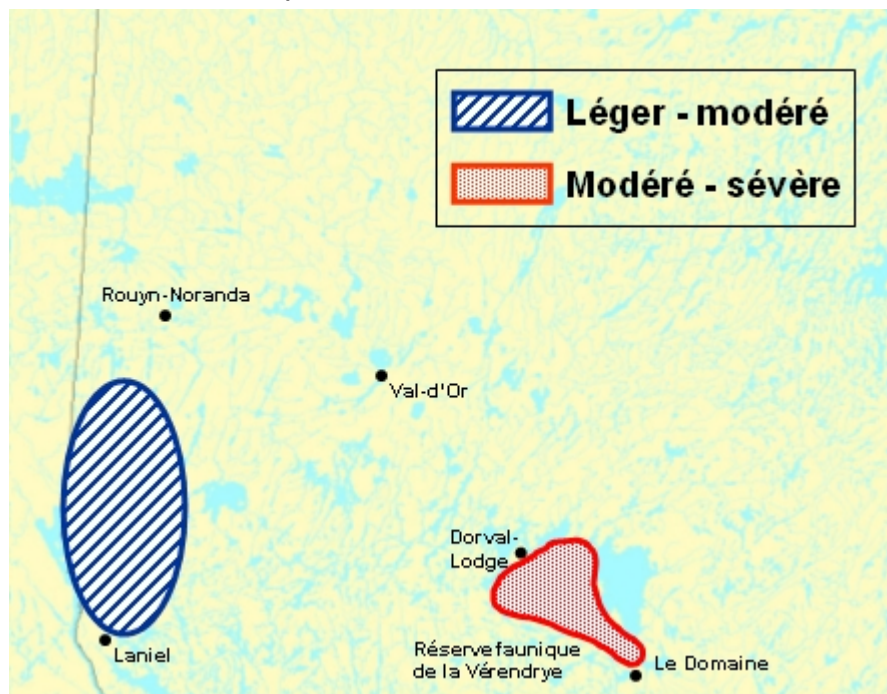 Léger - modéré
Modéré - sévère
Rouyn-Noranda
Val-d'Or
Dorval-
Lodge
Laniel
Réserve faunique
de la Vérendrye
Le Domaine